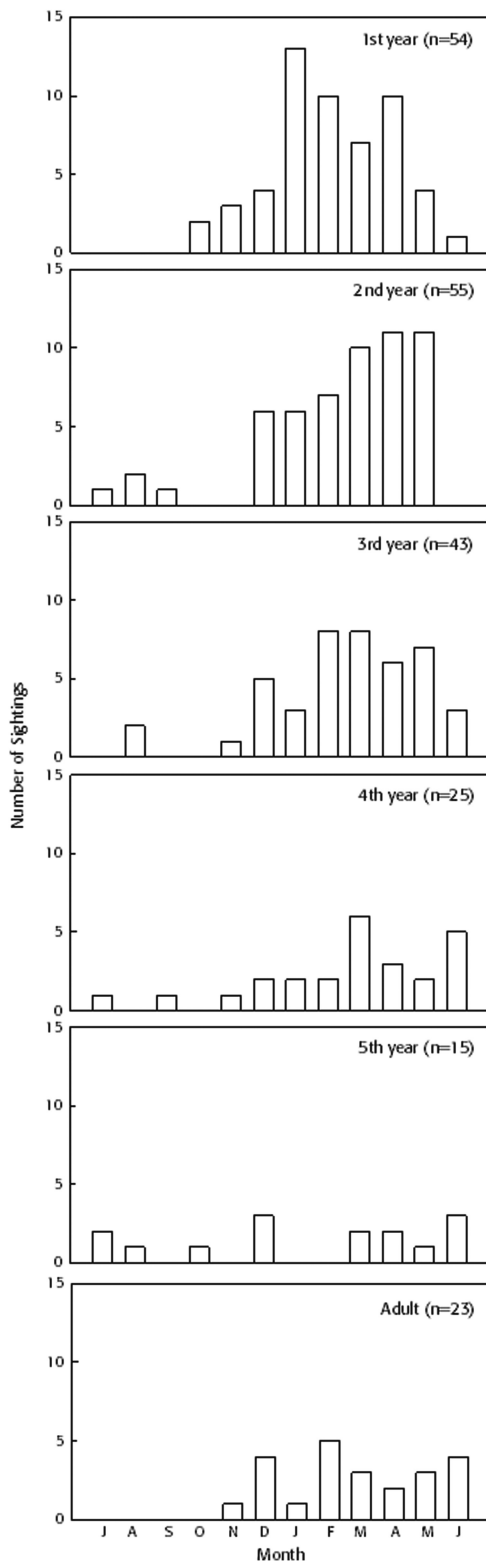 15
1st year (n=54)
10
5
0
15
2nd year (n=55)
10
5
0
15
3rd year (n=43)
10
5
0
Number of Sightings
15
4th year (n=25)
10
5
0
15
5th year (n=15)
10
5
0
15
Adult (n=23)
10
5
0
J A S O N D J F M A M J
Month